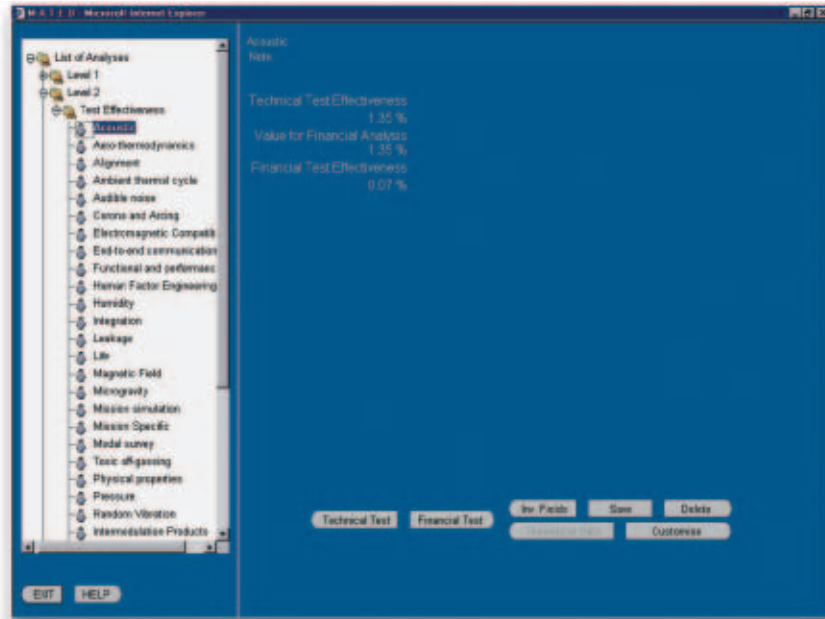 M A T E D - Microsoft Internet Explorer
List of Analyses
Level 1
Level 2
Test Effectiveness
Acoustic
Aero-thermodynamics
Alignment
Ambient thermal cycle
Audible noise
Corona and Arcing
Electromagnetic Compatib
End-to-end communication
Functional and performanc
Human Factor Engineering
Humidity
Integration
Leakage
Life
Magnetic Field
Microgravity
Mission simulation
Mission Specific
Modal survey
Toxic off-gassing
Physical properties
Pressure
Random Vibration
Intermodulation Products
EXIT HELP
Acoustic
Note
Technical Test Effectiveness
1.35 %
Value for Financial Analysis
1.35 %
Financial Test Effectiveness
0.07 %
Technical Test Financial Test
Inv. Fields Save Delete
Customise